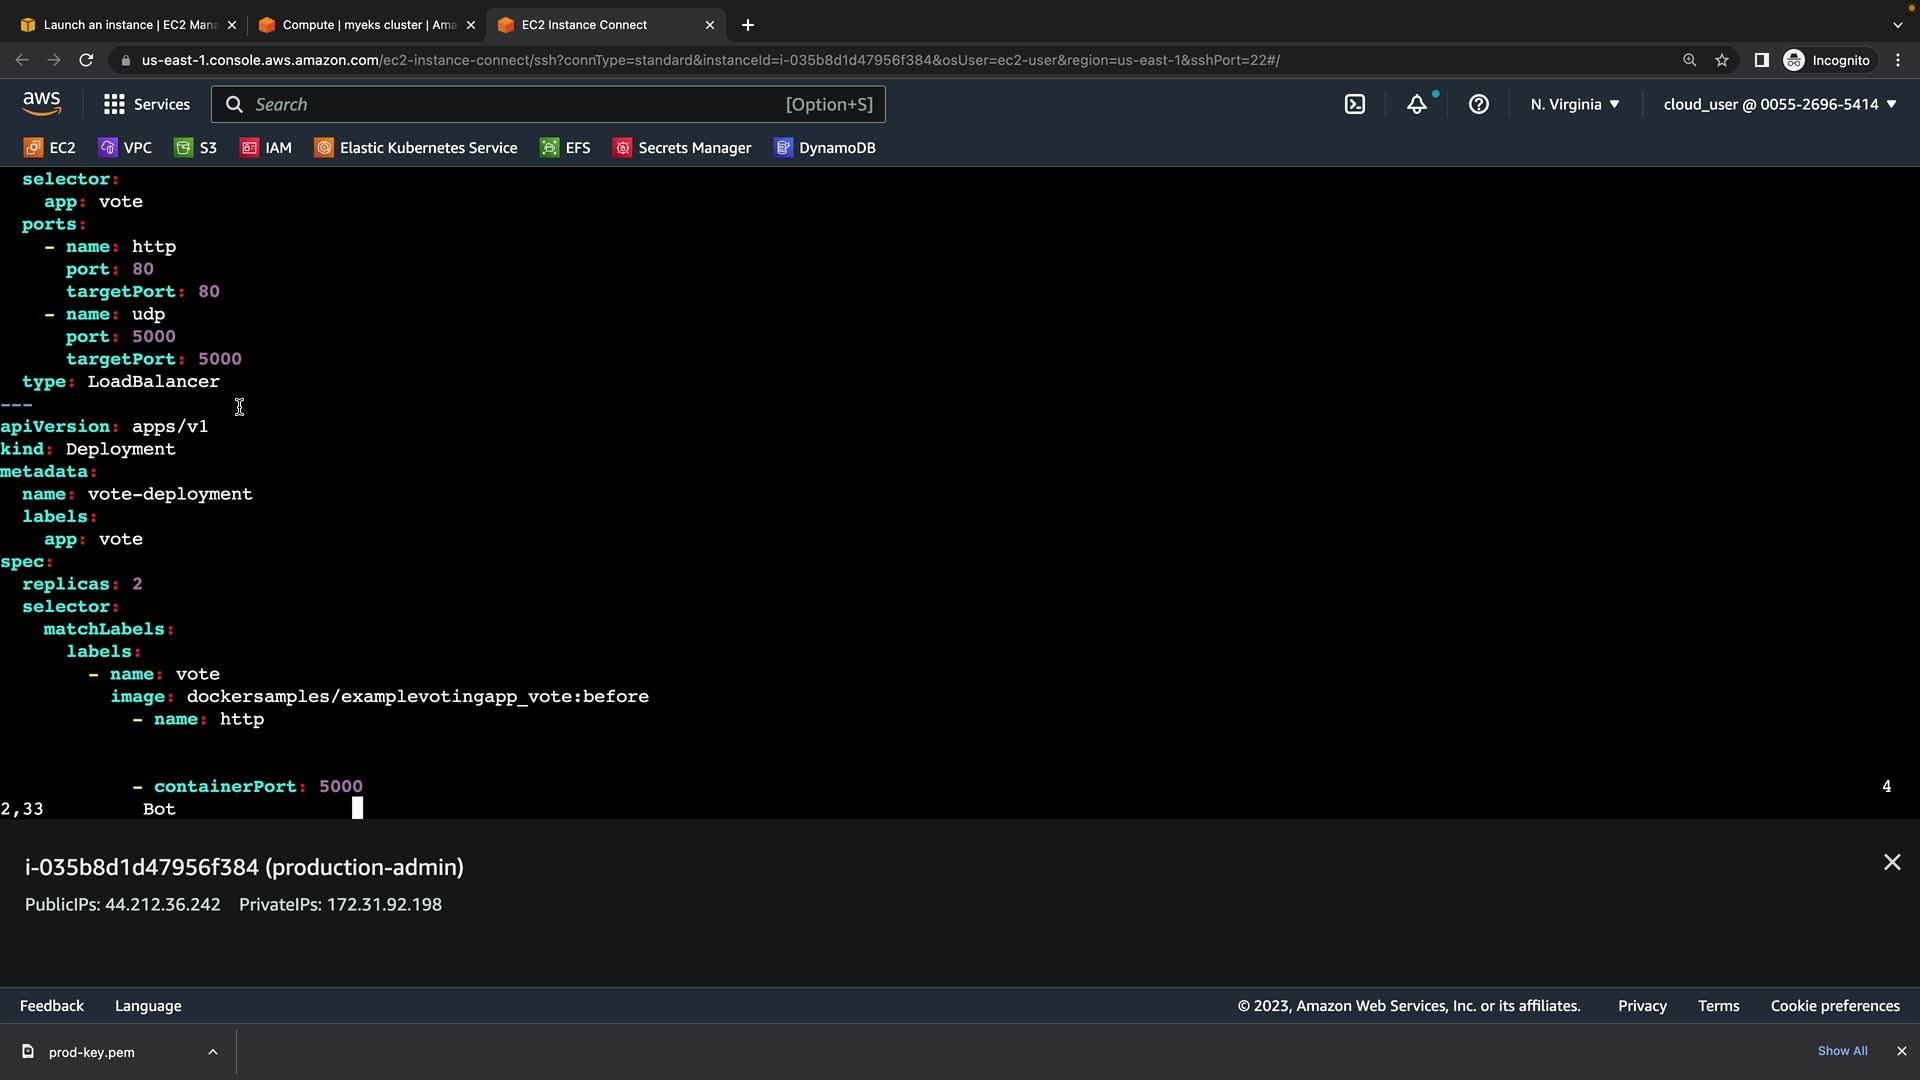 Launch an instance | EC2 Mana
Compute | myeks cluster | Ama
EC2 Instance Connect
us-east-1.console.aws.amazon.com/ec2-instance-connect/ssh?connType=standard&instanceId=i-035b8d1d47956f384&osUser=ec2-user&region=us-east-1&sshPort=22#/
Incognito
aws
Services
Search
[Option+S]
N. Virginia
cloud_user @ 0055-2696-5414
EC2
VPC
S3
IAM
Elastic Kubernetes Service
EFS
Secrets Manager
DynamoDB
selector:
app: vote
ports:
- name: http
port: 80
targetPort: 80
- name: udp
port: 5000
targetPort: 5000
type: LoadBalancer
---
apiVersion: apps/v1
kind: Deployment
metadata:
name: vote-deployment
labels:
app: vote
spec:
replicas: 2
selector:
matchLabels:
labels:
- name: vote
image: dockersamples/examplevotingapp_vote:before
- name: http
- containerPort: 5000 4
2,33 Bot
i-035b8d1d47956f384 (production-admin)
PublicIPs: 44.212.36.242 PrivateIPs: 172.31.92.198
Feedback
Language
© 2023, Amazon Web Services, Inc. or its affiliates.
Privacy
Terms
Cookie preferences
prod-key.pem
Show All